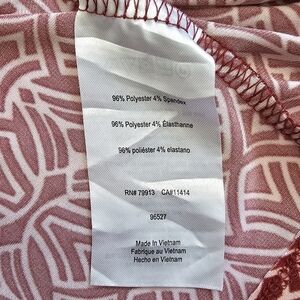 96% Polyester 4% Spandex
96% Polyester 4% Élasthanne
96% poliéster 4% elastano
RN# 79913 CA#11414
96527
Made In Vietnam
Fabriqué au Vietnam
Hecho en Vietnam